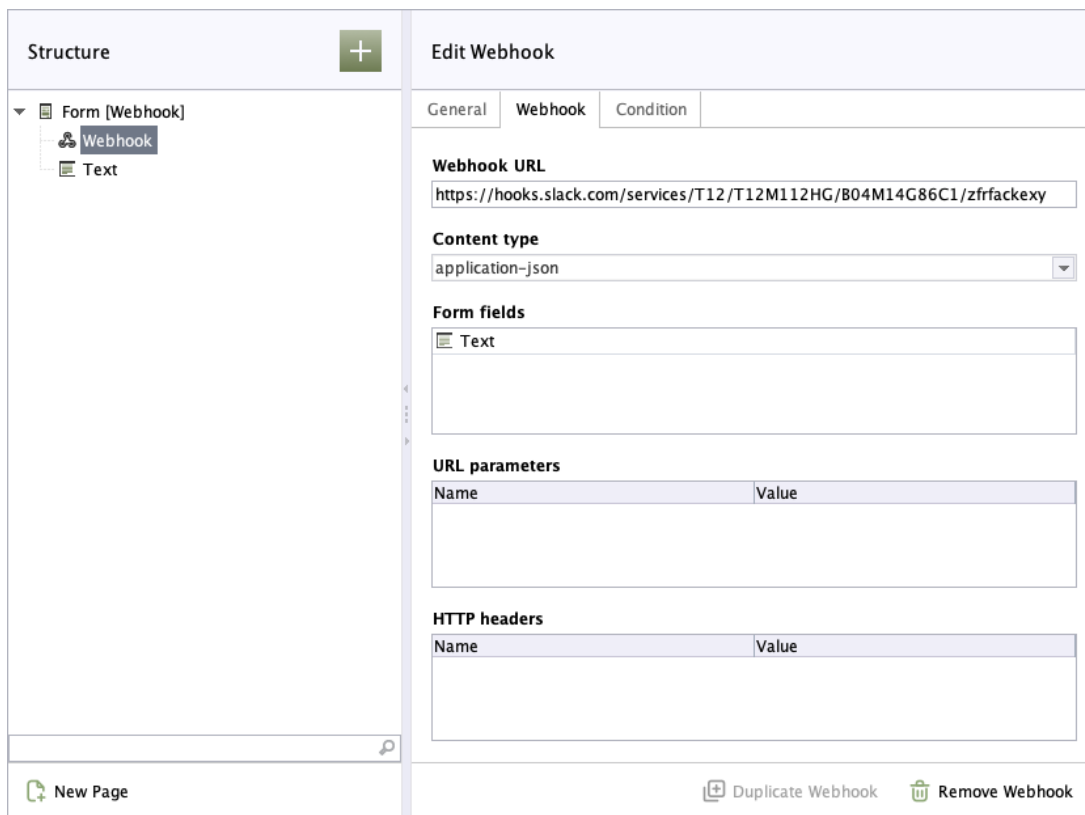 Structure
Edit Webhook
Form [Webhook]
Webhook
Text
General Webhook Condition
Webhook URL
https://hooks.slack.com/services/T12/T12M112HG/B04M14G86C1/zfrfackexy
Content type
application-json
Form fields
Text
URL parameters
Name Value
HTTP headers
Name Value
New Page
Duplicate Webhook Remove Webhook